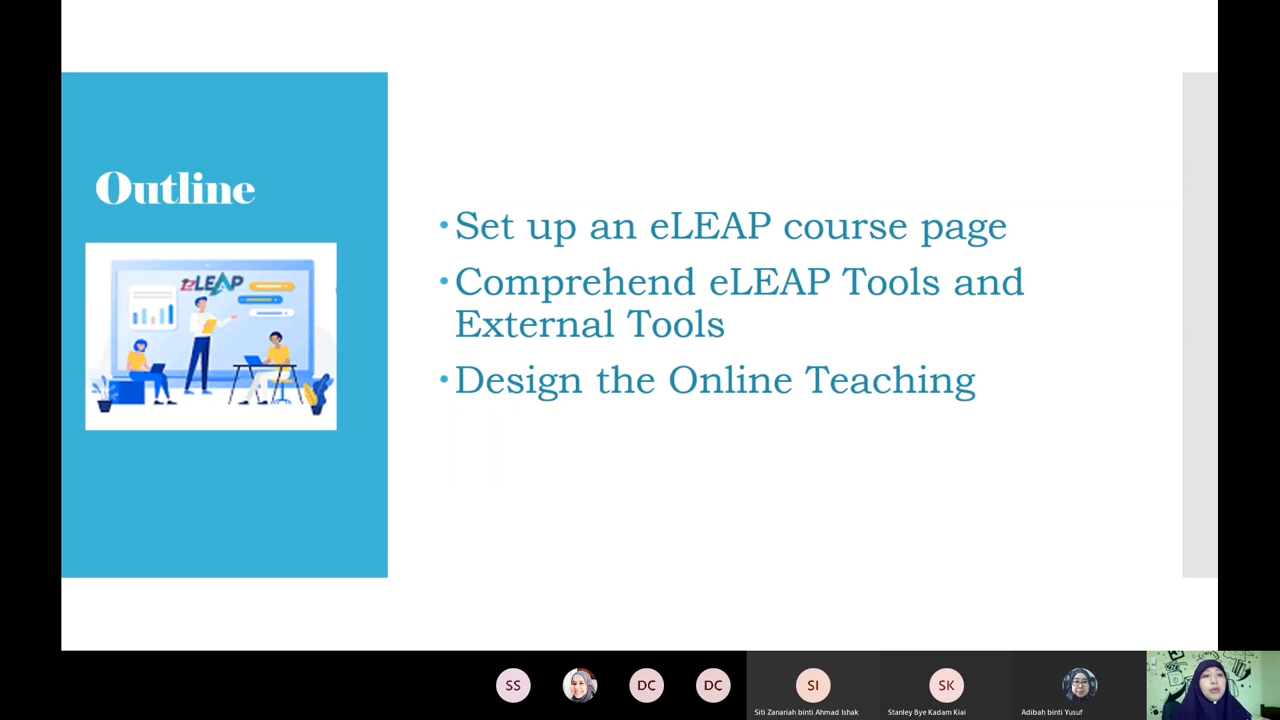 Outline
eLEAP
• Set up an eLEAP course page
• Comprehend eLEAP Tools and
External Tools
• Design the Online Teaching
SS
DC
DC
SI
SK
Siti Zanariah binti Ahmad Ishak
Stanley Bye Kadam Kiai
Adibah binti Yusuf